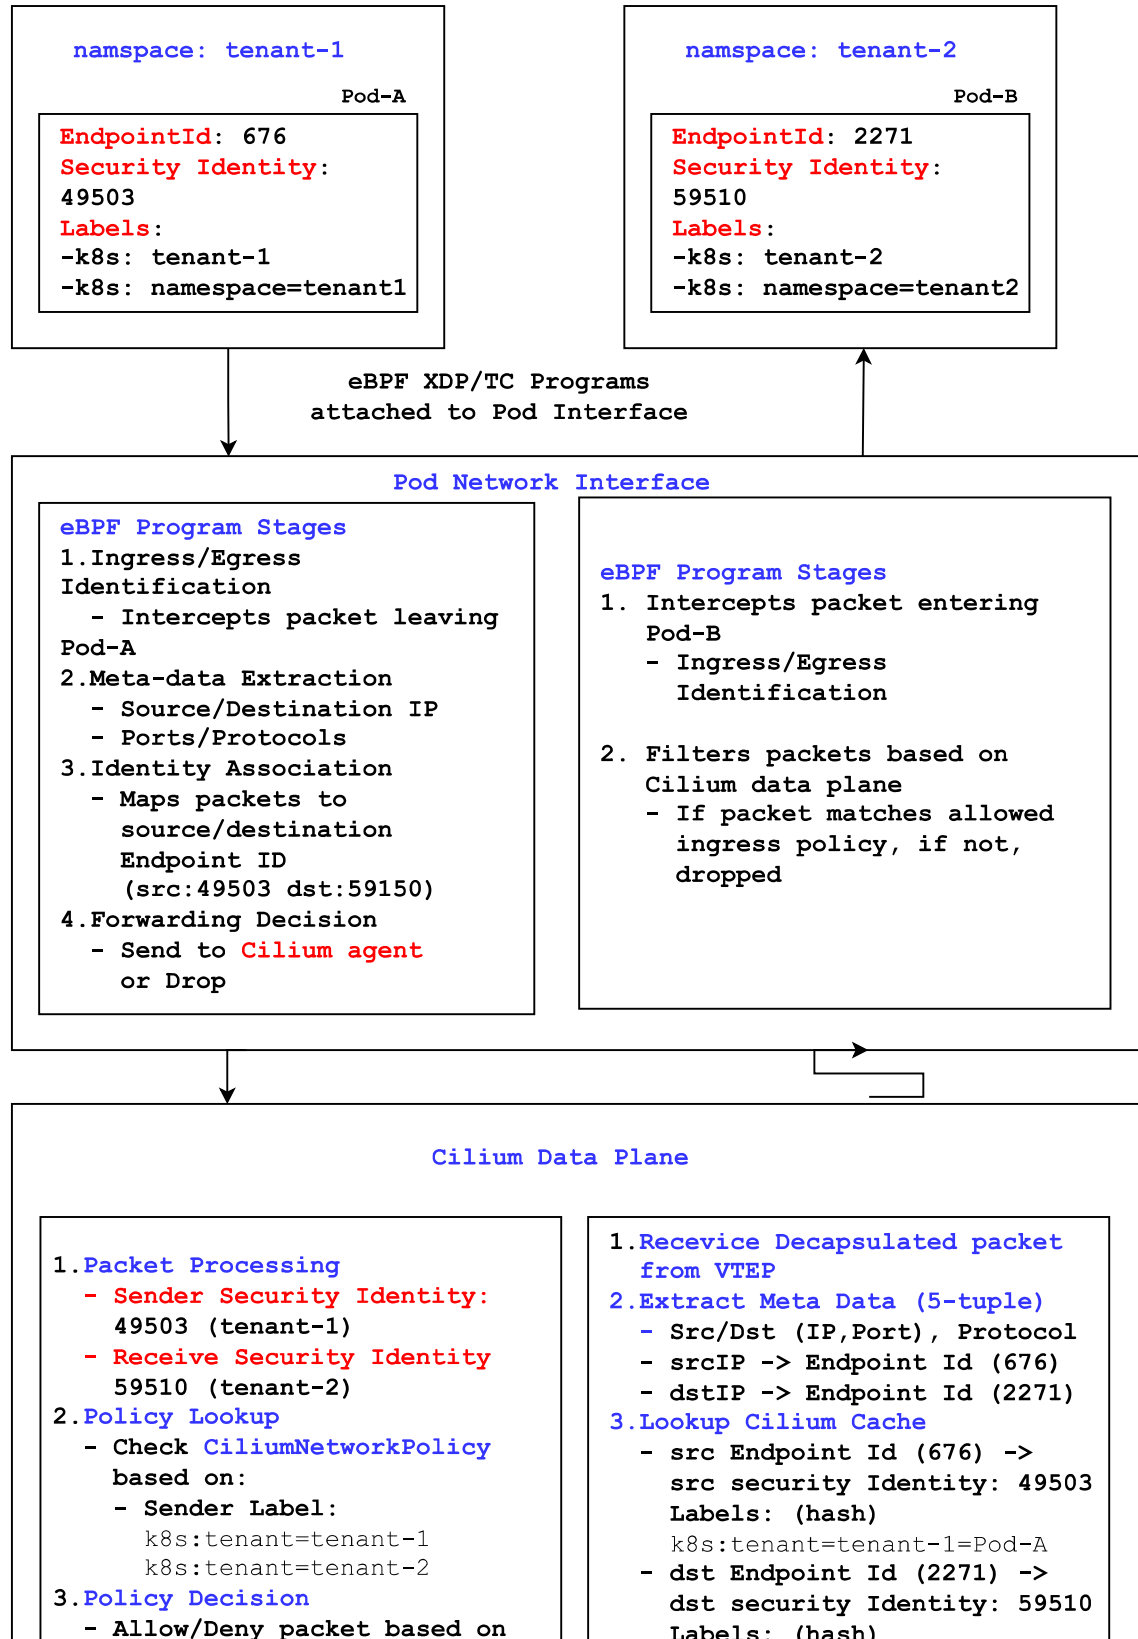 namspace: tenant-1
Pod-A
EndpointId: 676
Security Identity:
49503
Labels:
-k8s: tenant-1
-k8s: namespace=tenant1
namspace: tenant-2
Pod-B
EndpointId: 2271
Security Identity:
59510
Labels:
-k8s: tenant-2
-k8s: namespace=tenant2
eBPF XDP/TC Programs
attached to Pod Interface
Pod Network Interface
eBPF Program Stages
1.Ingress/Egress
Identification
- Intercepts packet leaving
Pod-A
2.Meta-data Extraction
- Source/Destination IP
- Ports/Protocols
3.Identity Association
- Maps packets to
source/destination
Endpoint ID
(src:49503 dst:59150)
4.Forwarding Decision
- Send to Cilium agent
or Drop
eBPF Program Stages
1. Intercepts packet entering
Pod-B
- Ingress/Egress
Identification
2. Filters packets based on
Cilium data plane
- If packet matches allowed
ingress policy, if not,
dropped
Cilium Data Plane
1.Packet Processing
- Sender Security Identity:
49503 (tenant-1)
- Receive Security Identity
59510 (tenant-2)
2.Policy Lookup
- Check CiliumNetworkPolicy
based on:
- Sender Label:
k8s:tenant=tenant-1
k8s:tenant=tenant-2
3.Policy Decision
- Allow/Deny packet based on
1.Recevice Decapsulated packet
from VTEP
2.Extract Meta Data (5-tuple)
- Src/Dst (IP,Port), Protocol
- srcIP -> Endpoint Id (676)
- dstIP -> Endpoint Id (2271)
3.Lookup Cilium Cache
- src Endpoint Id (676) ->
src security Identity: 49503
Labels: (hash)
k8s:tenant=tenant-1=Pod-A
- dst Endpoint Id (2271) ->
dst security Identity: 59510
Labels: (hash)